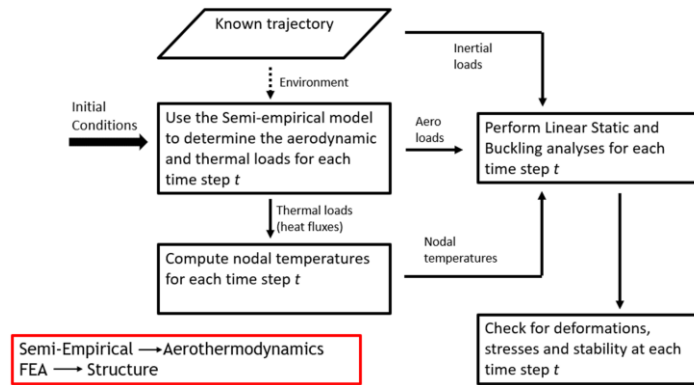 Known trajectory
Inertial
loads
Environment
Initial
Conditions
Use the Semi-empirical model
to determine the aerodynamic
and thermal loads for each
time step t
Aero
loads
Perform Linear Static and
Buckling analyses for each
time step t
Thermal loads
(heat fluxes)
Compute nodal temperatures
for each time step t
Nodal
temperatures
Check for deformations,
stresses and stability at each
time step t
Semi-Empirical → Aerothermodynamics
FEA → Structure